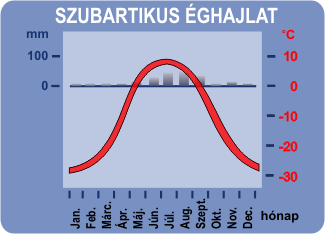 SZUBARTIKUS ÉGHAJLAT
mm °C
100 10
0 0
-10
-20
-30
Jan. Feb. Márc. Ápr. Máj. Jún. Júl. Aug. Szept. Okt. Nov. Dec. hónap